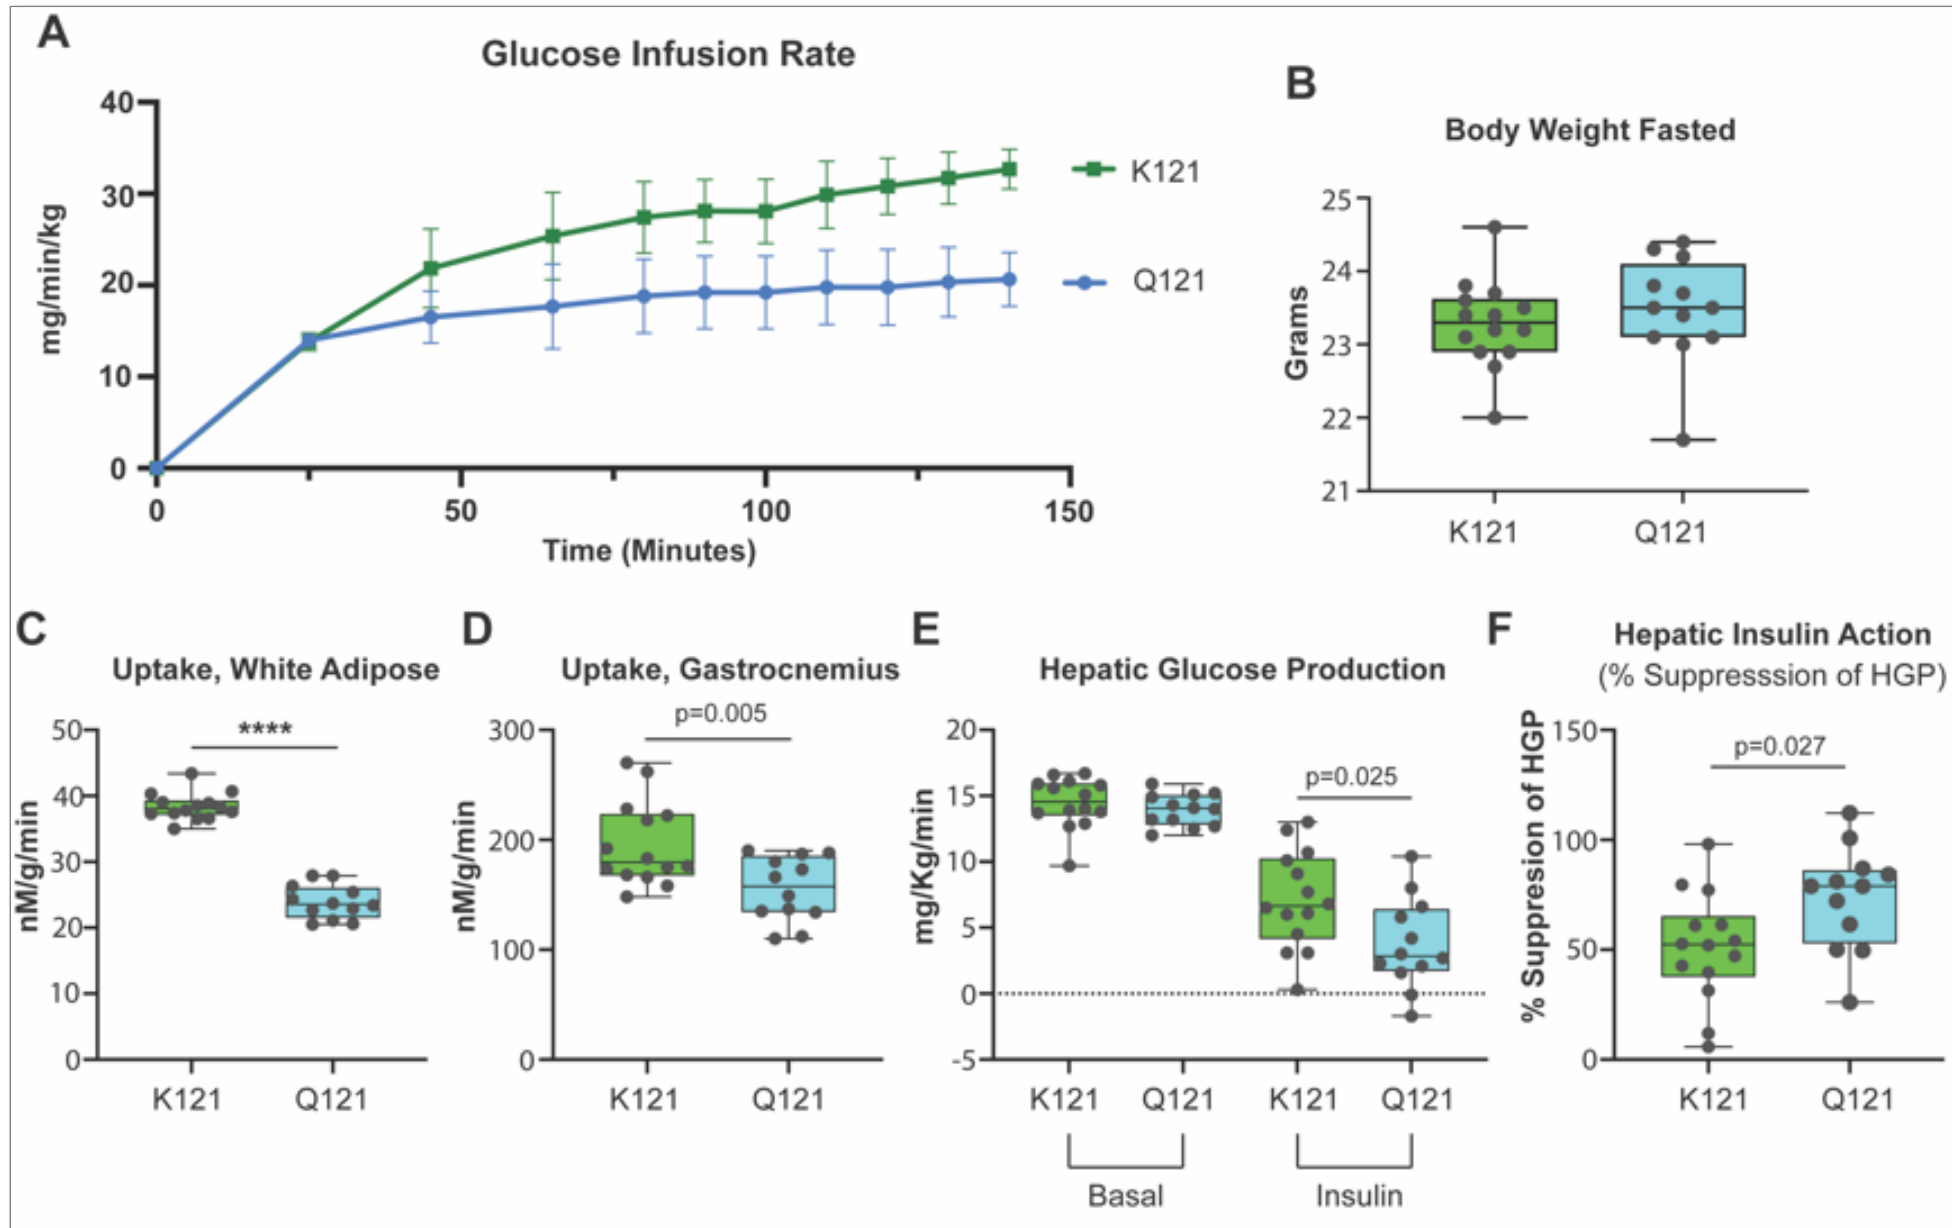 A
Glucose Infusion Rate
40
30
20
10
0
mg/min/kg
0
50
100
150
Time (Minutes)
K121
Q121
B
Body Weight Fasted
25
24
23
22
21
Grams
K121
Q121
C
Uptake, White Adipose
****
50
40
30
20
10
0
nM/g/min
K121
Q121
D
Uptake, Gastrocnemius
p=0.005
300
200
100
0
nM/g/min
K121
Q121
E
Hepatic Glucose Production
p=0.025
20
15
10
5
0
-5
mg/Kg/min
K121
Q121
K121
Q121
Basal
Insulin
F
Hepatic Insulin Action
(% Suppresssion of HGP)
p=0.027
150
100
50
0
% Suppresion of HGP
K121
Q121